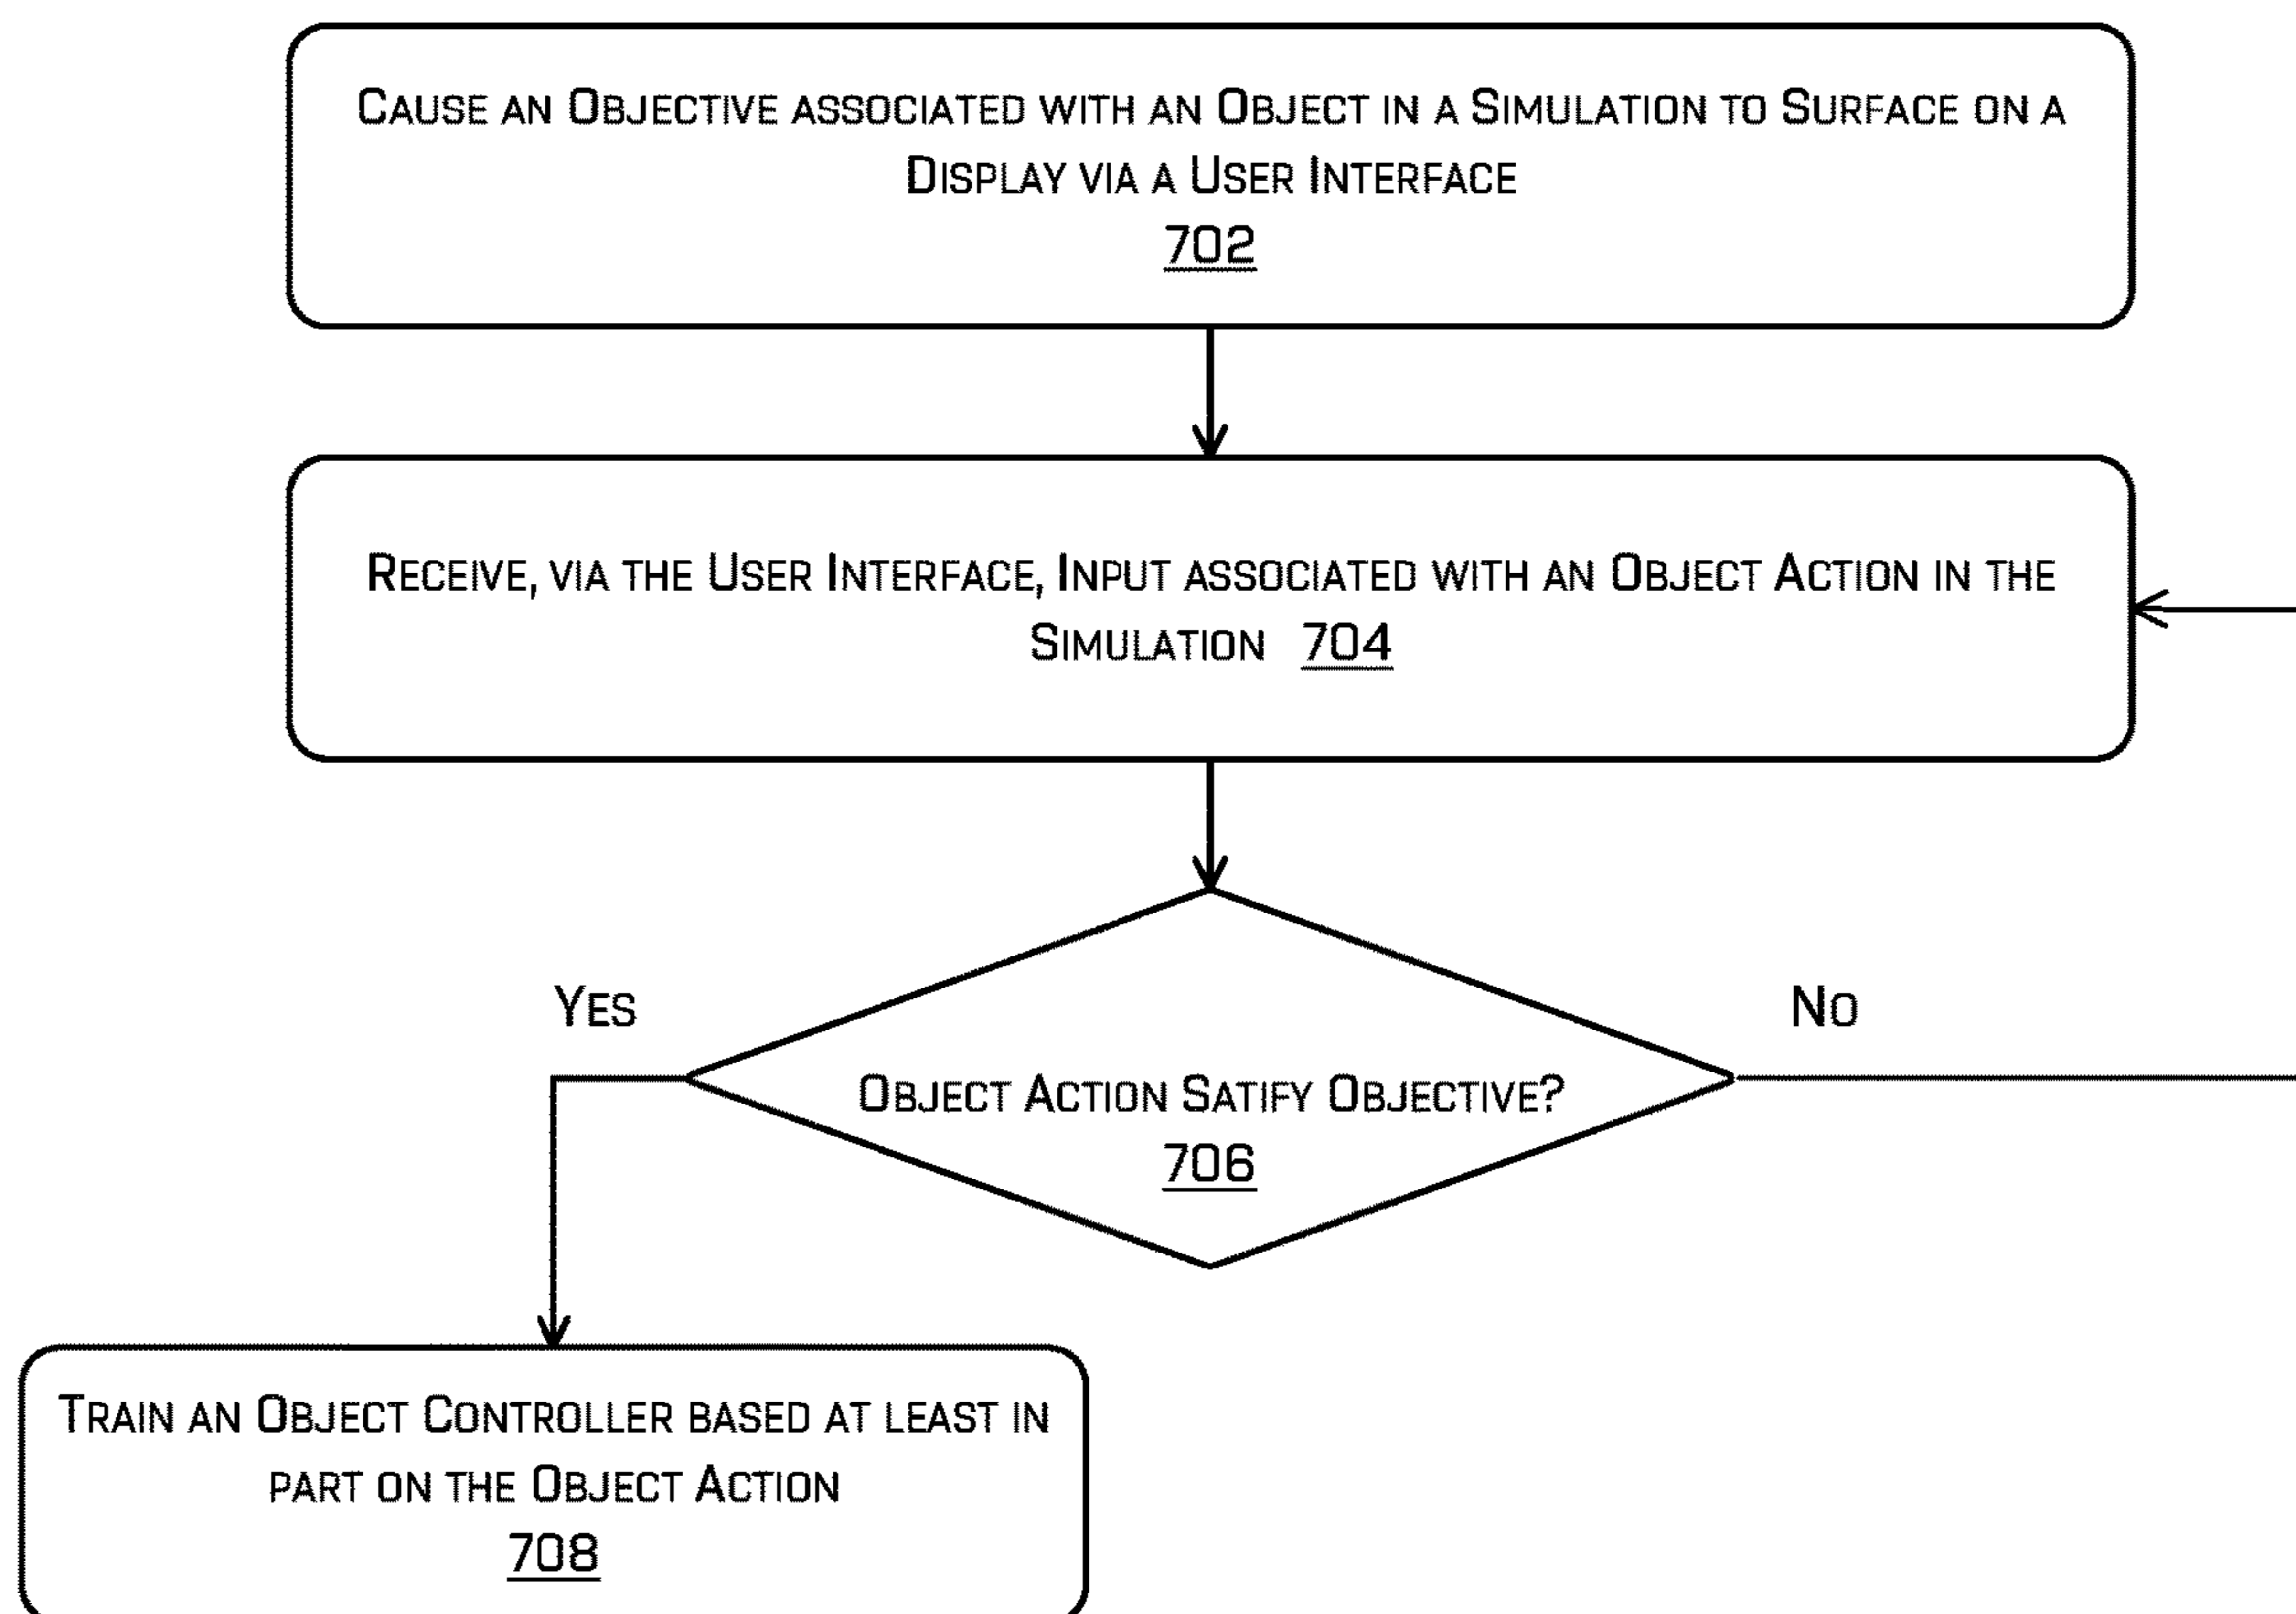 Cause an Objective associated with an Object in a Simulation to Surface on a
Display via a User Interface
702
Receive, via the User Interface, Input associated with an Object Action in the
Simulation 704
Yes
No
Object Action Satify Objective?
706
Train an Object Controller based at least in
part on the Object Action
708